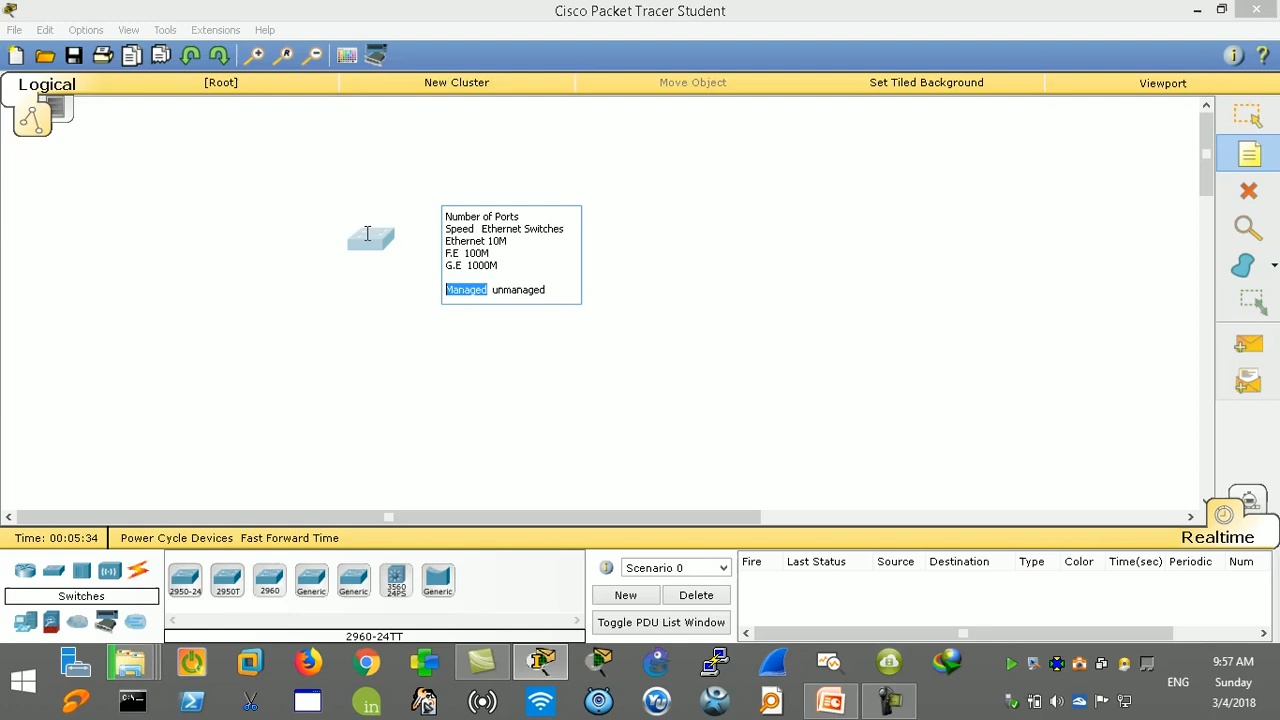 Cisco Packet Tracer Student
File Edit Options View Tools Extensions Help
Logical [Root] New Cluster Move Object Set Tiled Background Viewport
Number of Ports
Speed Ethernet Switches
Ethernet 10M
F.E 100M
G.E 1000M
Managed unmanaged
Time: 00:05:34 Power Cycle Devices Fast Forward Time
Realtime
Switches
2950-24 2950T 2960 Generic Generic 3560 24PS Generic
2960-24TT
Scenario 0
New Delete
Toggle PDU List Window
Fire Last Status Source Destination Type Color Time(sec) Periodic Num
9:57 AM
ENG Sunday
3/4/2018